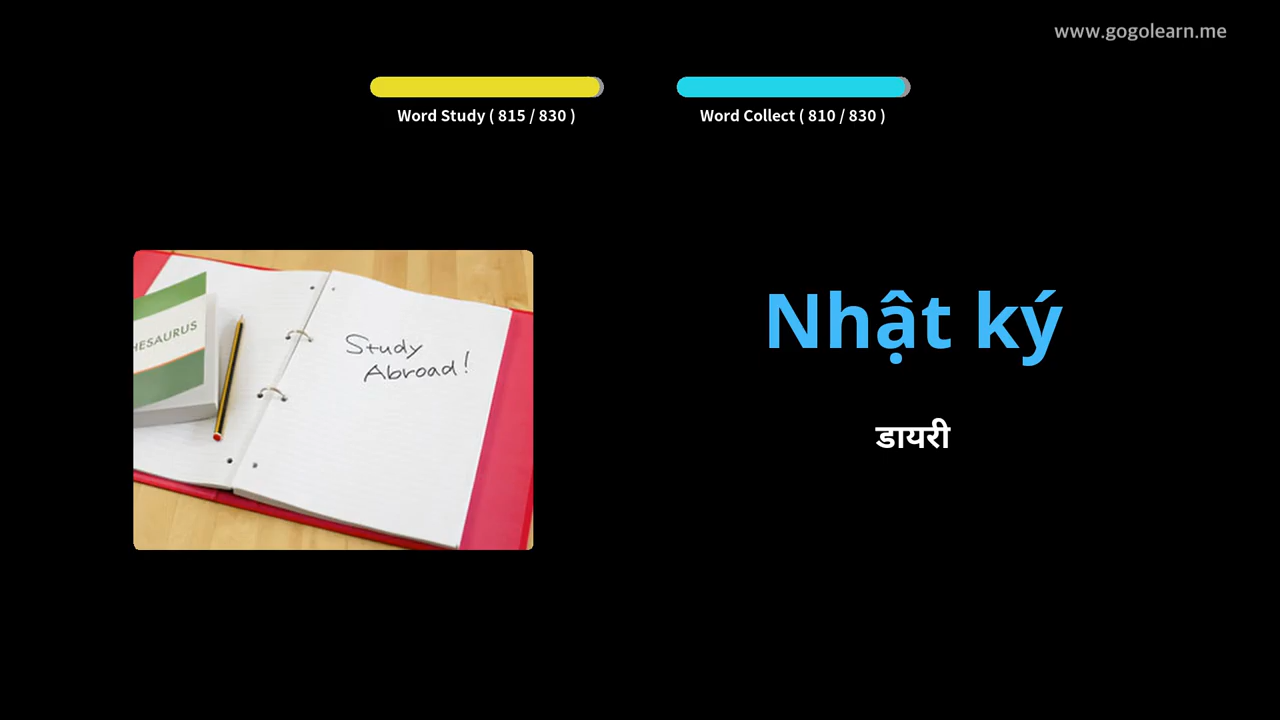 www.gogolearn.me
Word Study ( 815 / 830 )
Word Collect ( 810 / 830 )
HESAURUS
Study
Abroad!
Nhật ký
डायरी